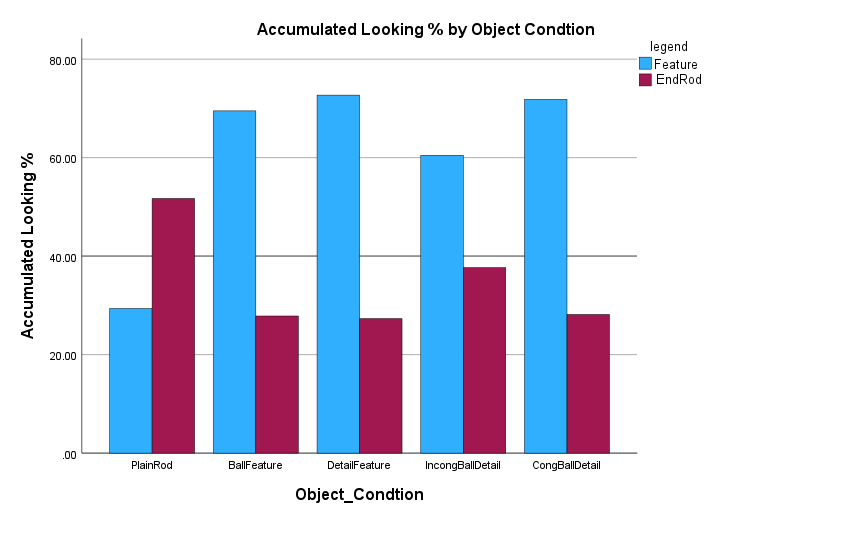 Accumulated Looking % by Object Condtion
legend
Feature
EndRod
Accumulated Looking %
80.00
60.00
40.00
20.00
.00
PlainRod
BallFeature
DetailFeature
IncongBallDetail
CongBallDetail
Object_Condtion